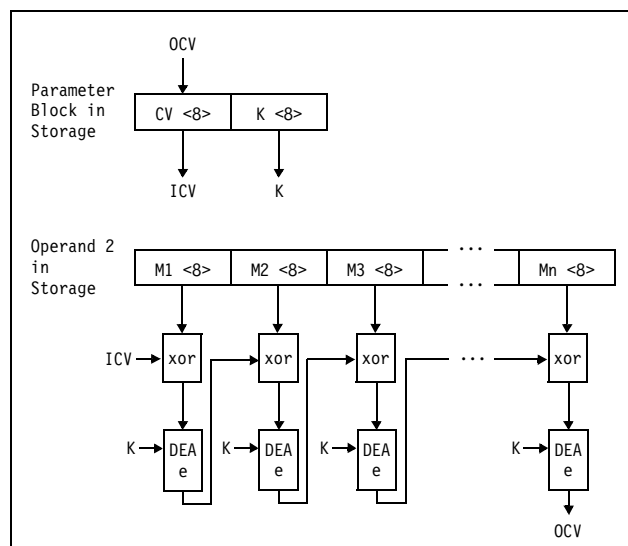 OCV
Parameter
Block in
Storage
CV <8> K <8>
ICV K
Operand 2
in
Storage
M1 <8> M2 <8> M3 <8> ... ... Mn <8>
ICV xor xor xor ... xor
K DEA e K DEA e K DEA e K DEA e
OCV